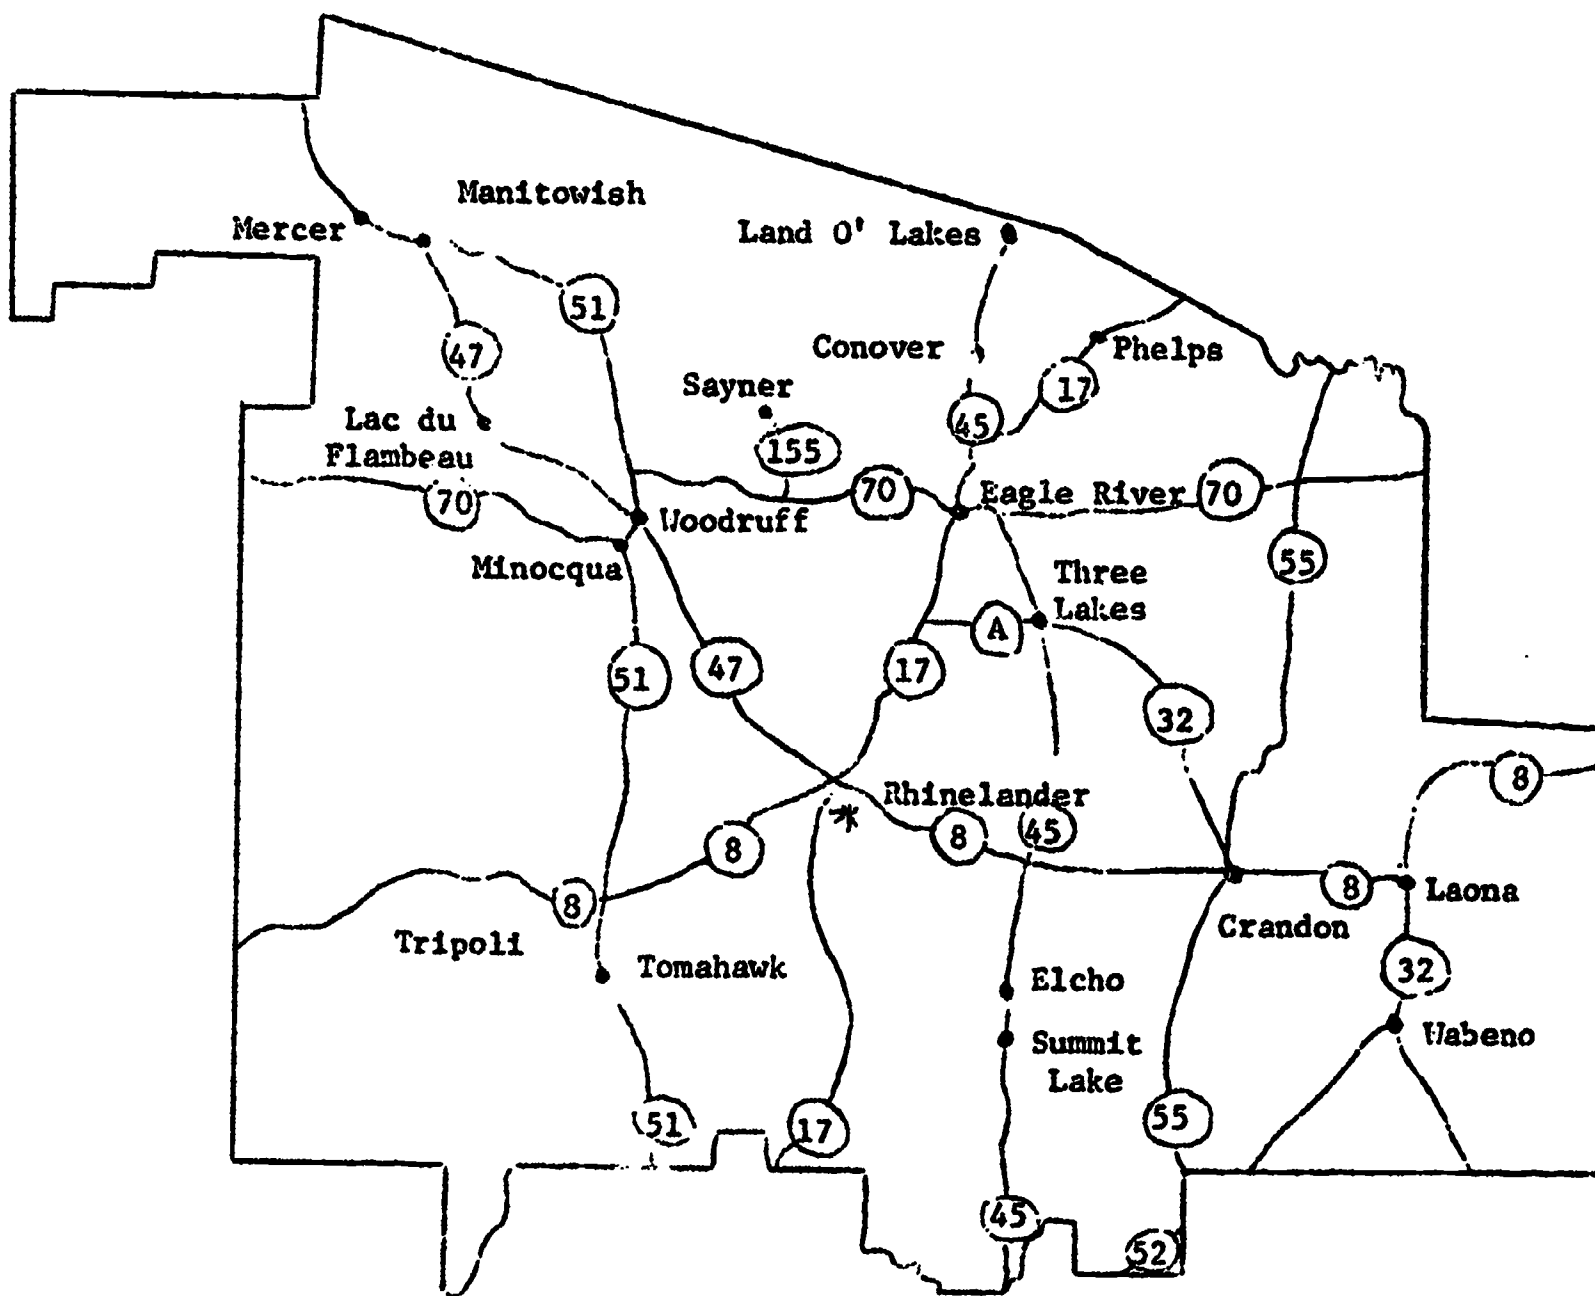 Manitowish
Mercer
Land O' Lakes
51
47
Conover
Phelps
17
Sayner
45
Lac du
Flambeau
155
70
70
Eagle River
70
Woodruff
Minocqua
55
Three
Lakes
A
51
47
17
32
8
Rhinelander
45
8
8
8
8
Laona
Crandon
Tripoli
Tomahawk
32
Elcho
Wabeno
Summit
Lake
51
17
55
45
52